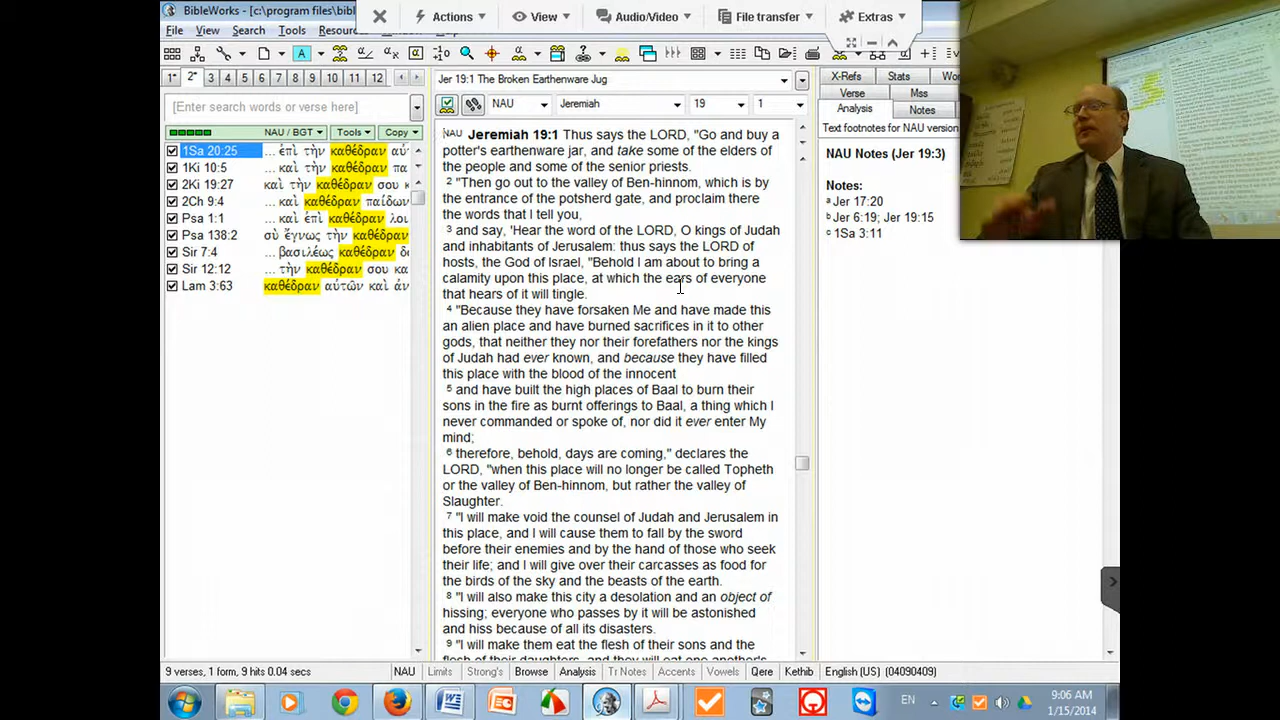 BibleWorks - [c:\program files\bibl
Actions
View
Audio/Video
File transfer
Extras
File View Search Tools Resour
1* 2* 3 4 5 6 7 8 9 10 11 12
[Enter search words or verse here]
NAU / BGT Tools Copy
1Sa 20:25 ... ἐπὶ τὴν καθέδραν αὐ
1Ki 10:5 ... καὶ τὴν καθέδραν πα
2Ki 19:27 καὶ τὴν καθέδραν σου κ
2Ch 9:4 ... καὶ καθέδραν παίδων
Psa 1:1 ... καὶ ἐπὶ καθέδραν λοι
Psa 138:2 σὺ ἔγνως τὴν καθέδραν
Sir 7:4 βασιλέως καθέδραν
Sir 12:12 ... τὴν καθέδραν σου κα
Lam 3:63 καθέδραν αὐτῶν καὶ ἀν
Jer 19:1 The Broken Earthenware Jug
NAU Jeremiah 19 1
NAU Jeremiah 19:1 Thus says the LORD, "Go and buy a
potter's earthenware jar, and take some of the elders of
the people and some of the senior priests.
2 "Then go out to the valley of Ben-hinnom, which is by
the entrance of the potsherd gate, and proclaim there
the words that I tell you,
3 and say, 'Hear the word of the LORD, O kings of Judah
and inhabitants of Jerusalem: thus says the LORD of
hosts, the God of Israel, "Behold I am about to bring a
calamity upon this place, at which the ears of everyone
that hears of it will tingle.
4 "Because they have forsaken Me and have made this
an alien place and have burned sacrifices in it to other
gods, that neither they nor their forefathers nor the kings
of Judah had ever known, and because they have filled
this place with the blood of the innocent
5 and have built the high places of Baal to burn their
sons in the fire as burnt offerings to Baal, a thing which I
never commanded or spoke of, nor did it ever enter My
mind;
6 therefore, behold, days are coming," declares the
LORD, "when this place will no longer be called Topheth
or the valley of Ben-hinnom, but rather the valley of
Slaughter.
7 "I will make void the counsel of Judah and Jerusalem in
this place, and I will cause them to fall by the sword
before their enemies and by the hand of those who seek
their life; and I will give over their carcasses as food for
the birds of the sky and the beasts of the earth.
8 "I will also make this city a desolation and an object of
hissing; everyone who passes by it will be astonished
and hiss because of all its disasters.
9 "I will make them eat the flesh of their sons and the
flesh of their daughters, and they will eat one another's
X-Refs Stats Wo
Verse Mss
Analysis Notes
Text footnotes for NAU version
NAU Notes (Jer 19:3)
Notes:
a Jer 17:20
b Jer 6:19; Jer 19:15
c 1Sa 3:11
9 verses, 1 form, 9 hits 0.04 secs
NAU Limits Strong's Browse Analysis Tr Notes Accents Vowels Qere Kethib English (US) (04090409)
EN
9:06 AM
1/15/2014